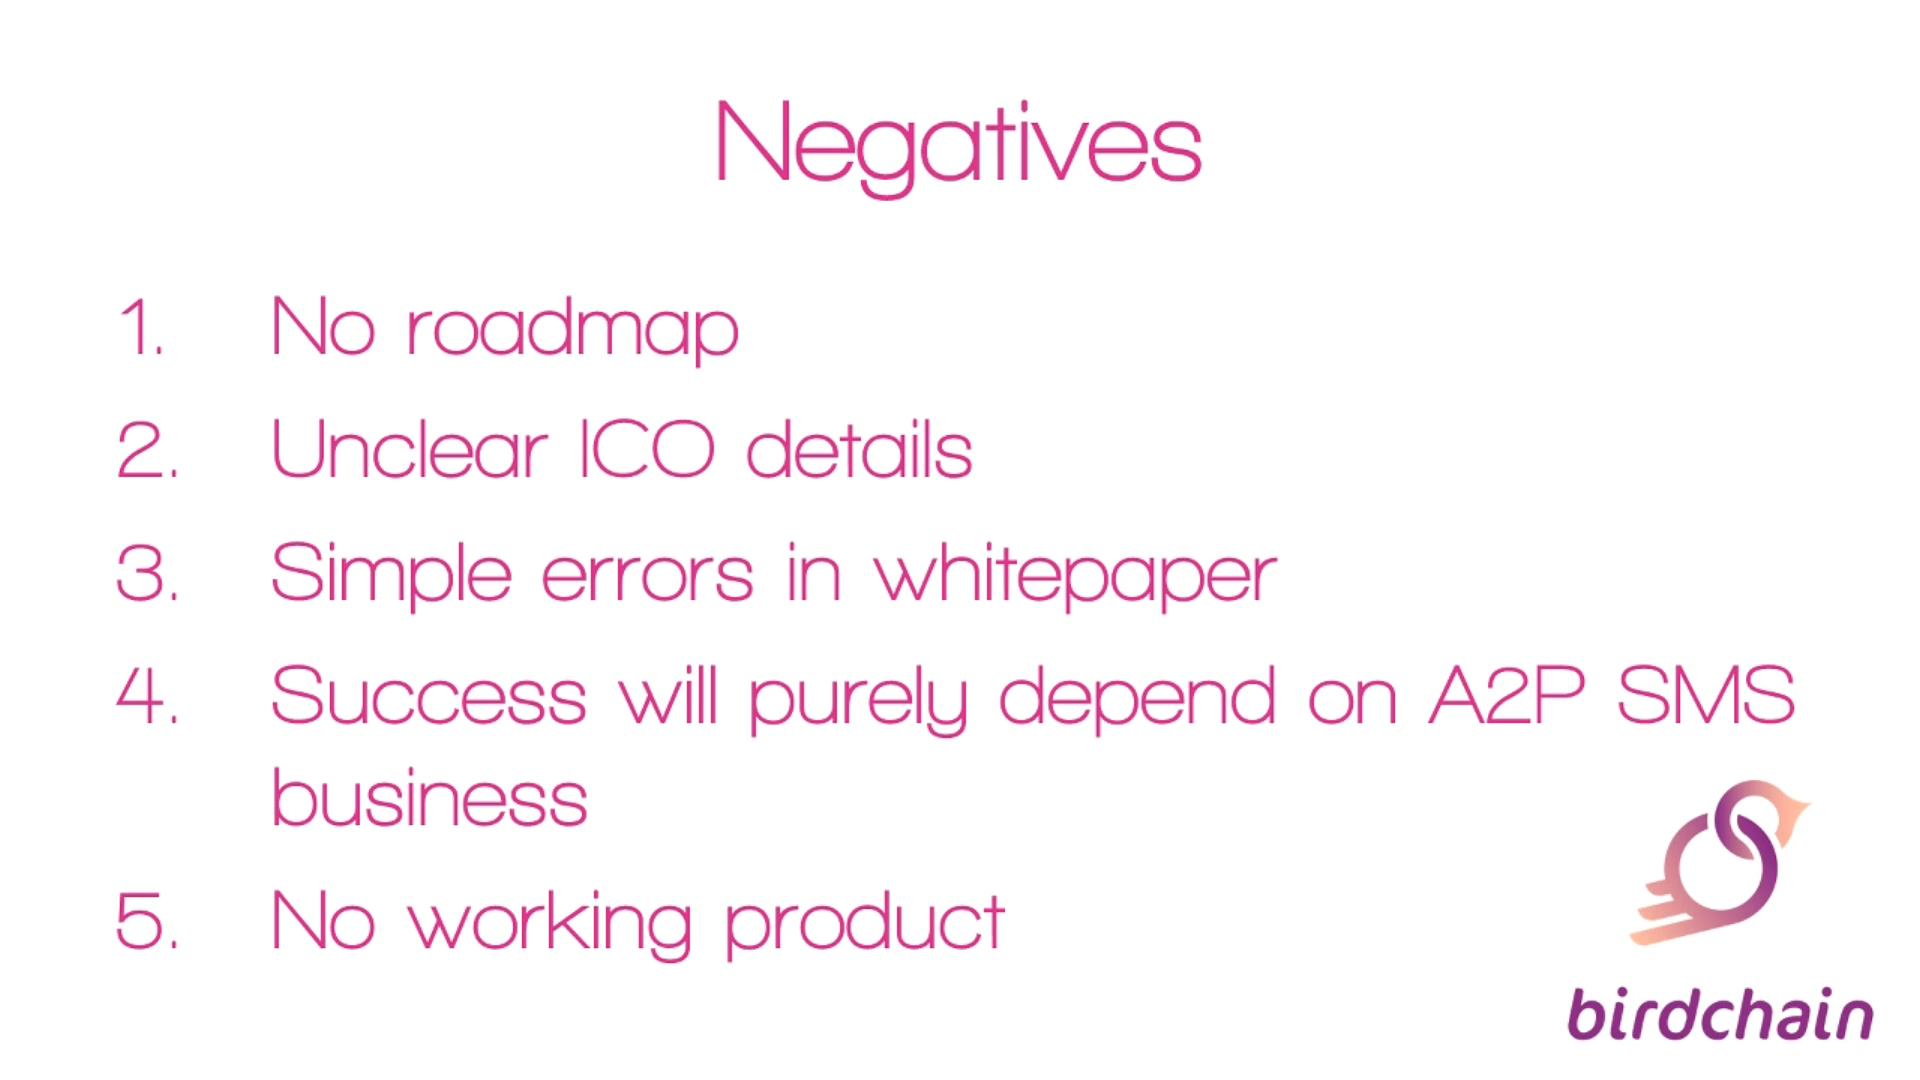 Negatives
1. No roadmap
2. Unclear ICO details
3. Simple errors in whitepaper
4. Success will purely depend on A2P SMS
business
5. No working product
birdchain